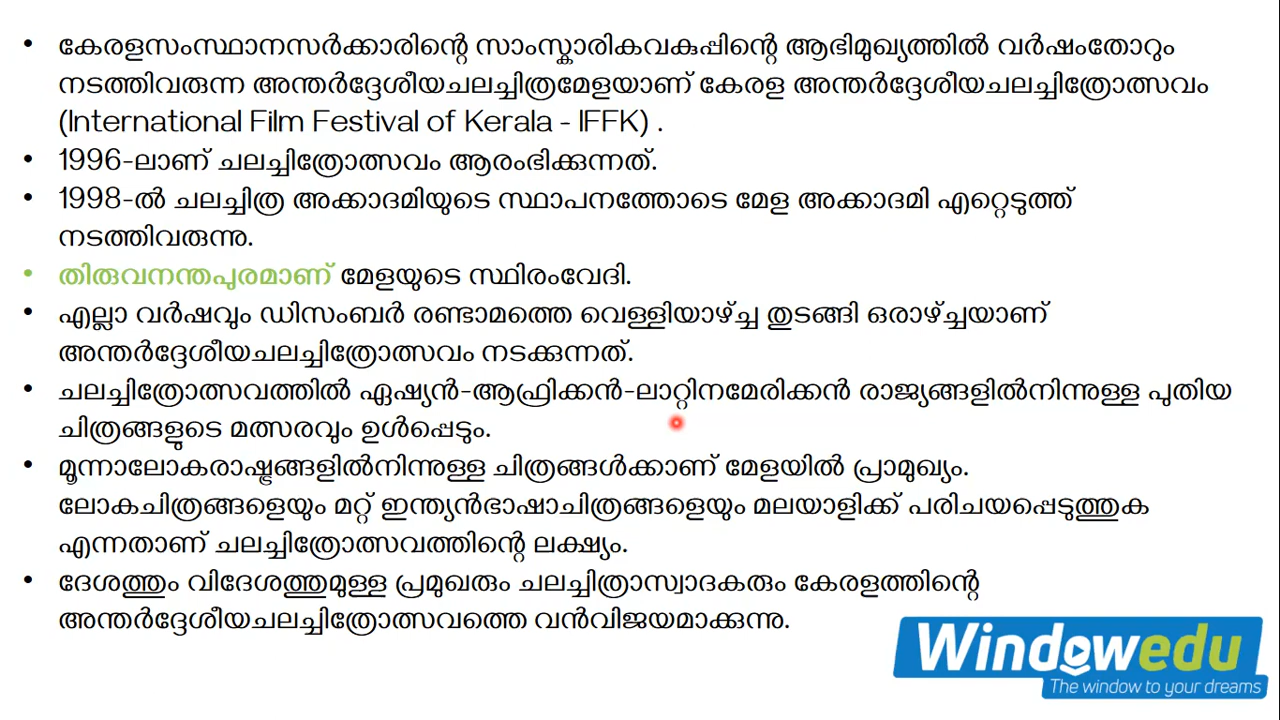 • കേരളസംസ്ഥാനസർക്കാരിന്റെ സാംസ്കാരികവകുപ്പിന്റെ ആഭിമുഖ്യത്തിൽ വർഷംതോറും
നടത്തിവരുന്ന അന്തർദ്ദേശീയചലച്ചിത്രമേളയാണ് കേരള അന്തർദ്ദേശീയചലച്ചിത്രോത്സവം
(International Film Festival of Kerala - IFFK) .
• 1996-ലാണ് ചലച്ചിത്രോത്സവം ആരംഭിക്കുന്നത്.
• 1998-ൽ ചലച്ചിത്ര അക്കാദമിയുടെ സ്ഥാപനത്തോടെ മേള അക്കാദമി എറ്റെടുത്ത്
നടത്തിവരുന്നു.
• തിരുവനന്തപുരമാണ് മേളയുടെ സ്ഥിരംവേദി.
• എല്ലാ വർഷവും ഡിസംബർ രണ്ടാമത്തെ വെള്ളിയാഴ്ച്ച തുടങ്ങി ഒരാഴ്ച്ചയാണ്
അന്തർദ്ദേശീയചലച്ചിത്രോത്സവം നടക്കുന്നത്.
• ചലച്ചിത്രോത്സവത്തിൽ ഏഷ്യൻ-ആഫ്രിക്കൻ-ലാറ്റിനമേരിക്കൻ രാജ്യങ്ങളിൽനിന്നുള്ള പുതിയ
ചിത്രങ്ങളുടെ മത്സരവും ഉൾപ്പെടും.
• മൂന്നാലോകരാഷ്ട്രങ്ങളിൽനിന്നുള്ള ചിത്രങ്ങൾക്കാണ് മേളയിൽ പ്രാമുഖ്യം.
ലോകചിത്രങ്ങളെയും മറ്റ് ഇന്ത്യൻഭാഷാചിത്രങ്ങളെയും മലയാളിക്ക് പരിചയപ്പെടുത്തുക
എന്നതാണ് ചലച്ചിത്രോത്സവത്തിന്റെ ലക്ഷ്യം.
• ദേശത്തും വിദേശത്തുമുള്ള പ്രമുഖരും ചലച്ചിത്രാസ്വാദകരും കേരളത്തിന്റെ
അന്തർദ്ദേശീയചലച്ചിത്രോത്സവത്തെ വൻവിജയമാക്കുന്നു.
Windowedu
The window to your dreams